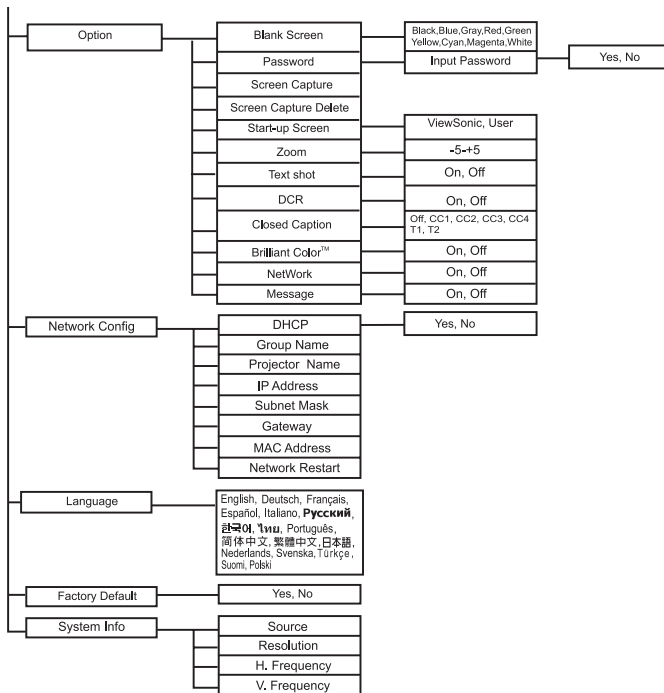 Option
Blank Screen
Black,Blue,Gray,Red,Green
Yellow,Cyan,Magenta,White
Password
Input Password
Yes, No
Screen Capture
Screen Capture Delete
Start-up Screen
ViewSonic, User
Zoom
-5-+5
Text shot
On, Off
DCR
On, Off
Closed Caption
Off, CC1, CC2, CC3, CC4
T1, T2
Brilliant Color™
On, Off
NetWork
On, Off
Message
On, Off
Network Config
DHCP
Yes, No
Group Name
Projector Name
IP Address
Subnet Mask
Gateway
MAC Address
Network Restart
Language
English, Deutsch, Français,
Español, Italiano, Русский,
한국어, ไทย, Português,
简体中文, 繁體中文, 日本語,
Nederlands, Svenska, Türkçe,
Suomi, Polski
Factory Default
Yes, No
System Info
Source
Resolution
H. Frequency
V. Frequency